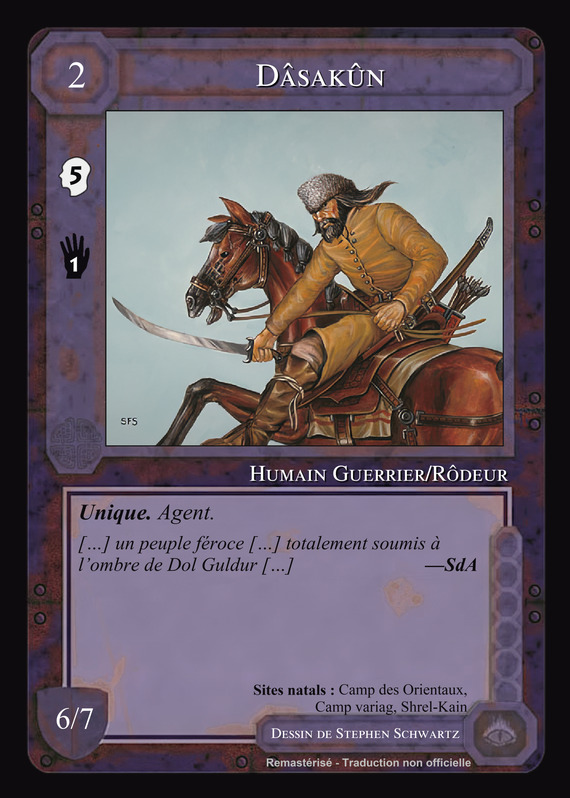 2
DÂSAKÛN
5
1
SFS
HUMAIN GUERRIER/RÔDEUR
Unique. Agent.
[…] un peuple féroce […] totalement soumis à
l’ombre de Dol Guldur […] —SdA
Sites natals : Camp des Orientaux,
Camp variag, Shrel-Kain
6/7
DESSIN DE STEPHEN SCHWARTZ
Remastérisé - Traduction non officielle